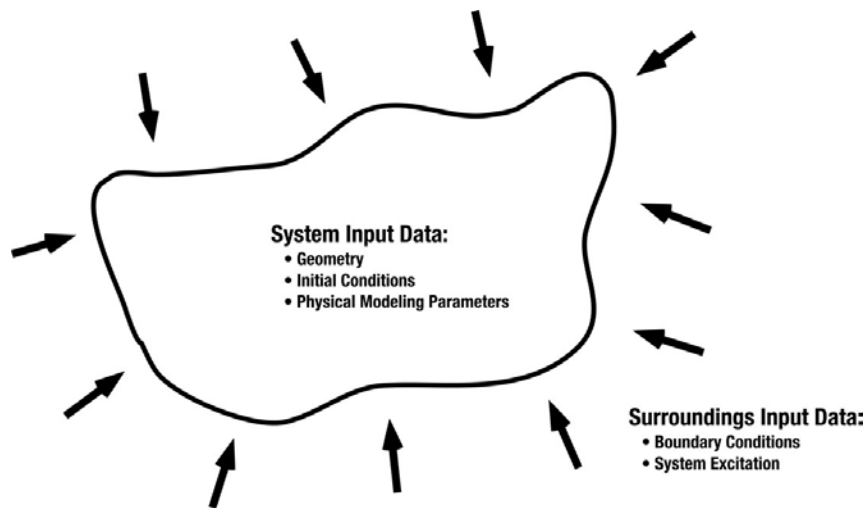 System Input Data:
• Geometry
• Initial Conditions
• Physical Modeling Parameters
Surroundings Input Data:
• Boundary Conditions
• System Excitation